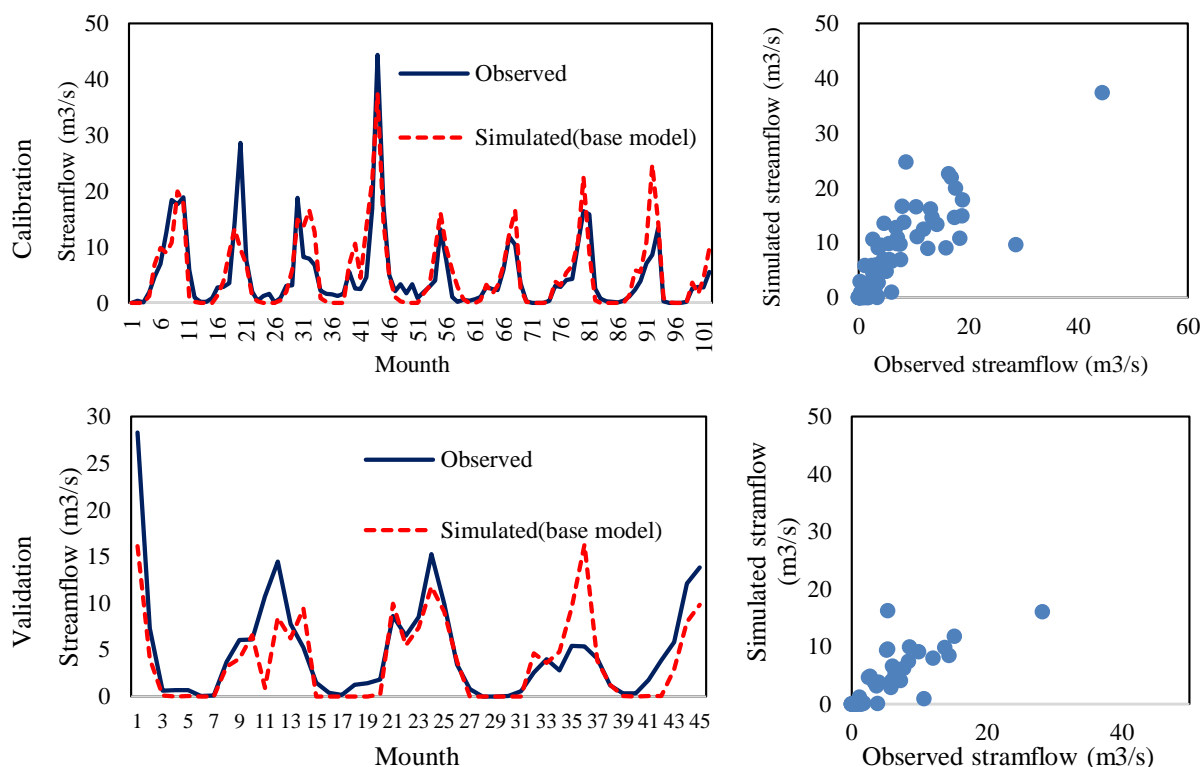 Calibration
Streamflow (m3/s)
50
40
30
20
10
0
Observed
Simulated(base model)
1 6 11 16 21 26 31 36 41 46 51 56 61 66 71 76 81 86 91 96 101
Mounth
Simulated streamflow (m3/s)
50
40
30
20
10
0
0 20 40 60
Observed streamflow (m3/s)
Validation
Streamflow (m3/s)
30
25
20
15
10
5
0
Observed
Simulated(base model)
1 3 5 7 9 11 13 15 17 19 21 23 25 27 29 31 33 35 37 39 41 43 45
Mounth
Simulated stramflow
(m3/s)
50
40
30
20
10
0
0 20 40
Observed stramflow (m3/s)